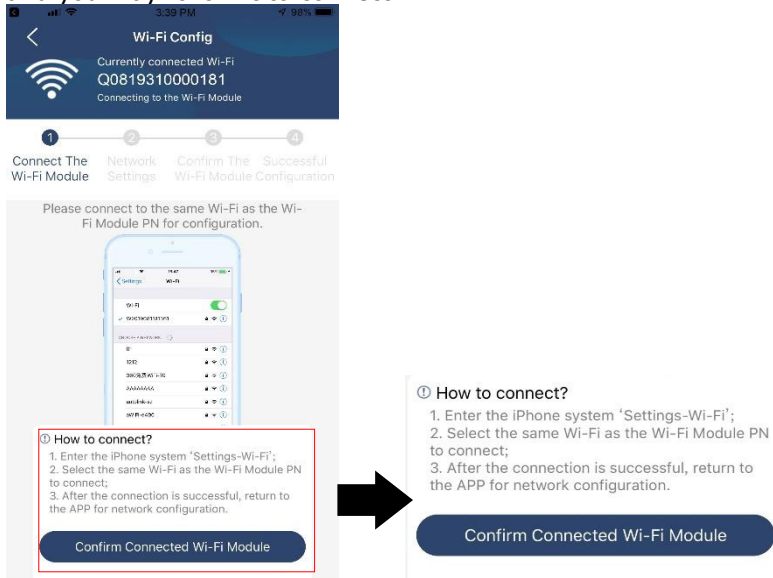 3:39 PM
98%
Wi-Fi Config
Currently connected Wi-Fi
Q0819310000181
Connecting to the Wi-Fi Module
1
2
3
4
Connect The
Wi-Fi Module
Network
Settings
Confirm The
Wi-Fi Module
Successful
Configuration
Please connect to the same Wi-Fi as the Wi-
Fi Module PN for configuration.
Settings
Wi-Fi
Wi-Fi
1212
AAAAAAAA
How to connect?
1. Enter the iPhone system ‘Settings-Wi-Fi’;
2. Select the same Wi-Fi as the Wi-Fi Module PN
to connect;
3. After the connection is successful, return to
the APP for network configuration.
Confirm Connected Wi-Fi Module
How to connect?
1. Enter the iPhone system ‘Settings-Wi-Fi’;
2. Select the same Wi-Fi as the Wi-Fi Module PN
to connect;
3. After the connection is successful, return to
the APP for network configuration.
Confirm Connected Wi-Fi Module